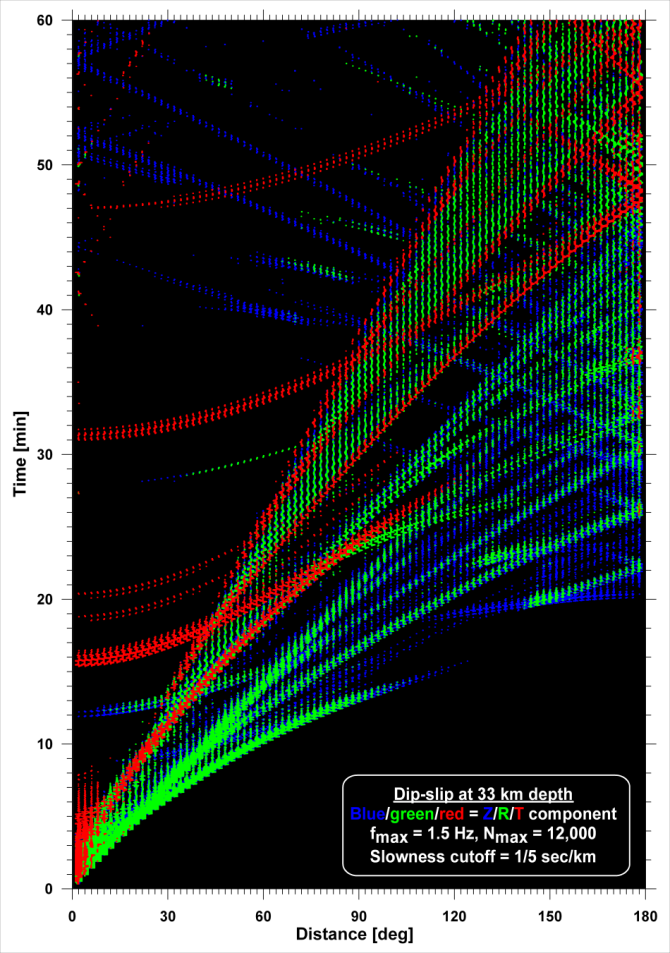 60
50
40
30
20
10
0
Time [min]
Dip-slip at 33 km depth
Blue/green/red = Z/R/T component
fmax = 1.5 Hz, Nmax = 12,000
Slowness cutoff = 1/5 sec/km
0 30 60 90 120 150 180
Distance [deg]